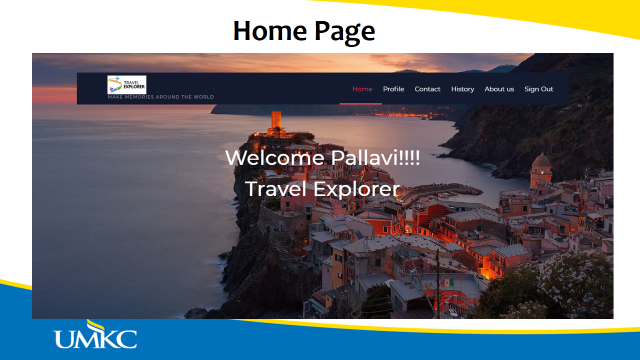 Home Page
TRAVEL
EXPLORER
MAKE MEMORIES AROUND THE WORLD
Home Profile Contact History About us Sign Out
Welcome Pallavi!!!!
Travel Explorer
UMKC